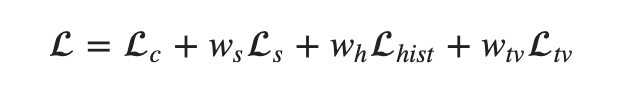 ℒ = ℒ_c + w_s ℒ_s + w_h ℒ_hist + w_tv ℒ_tv